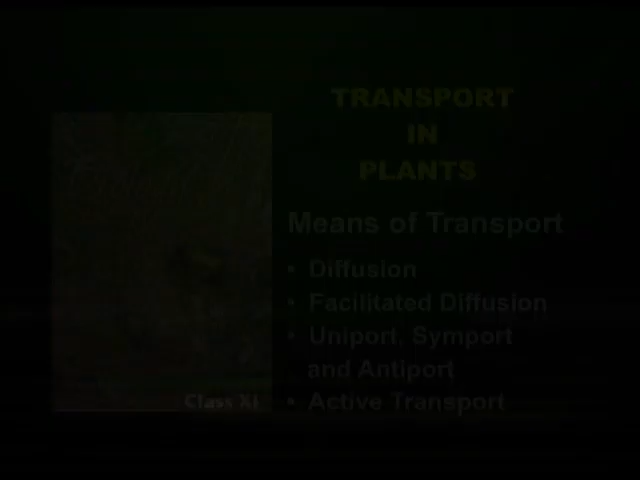 TRANSPORT
IN
PLANTS
Means of Transport
• Diffusion
• Facilitated Diffusion
• Uniport, Symport
and Antiport
• Active Transport
Class XI